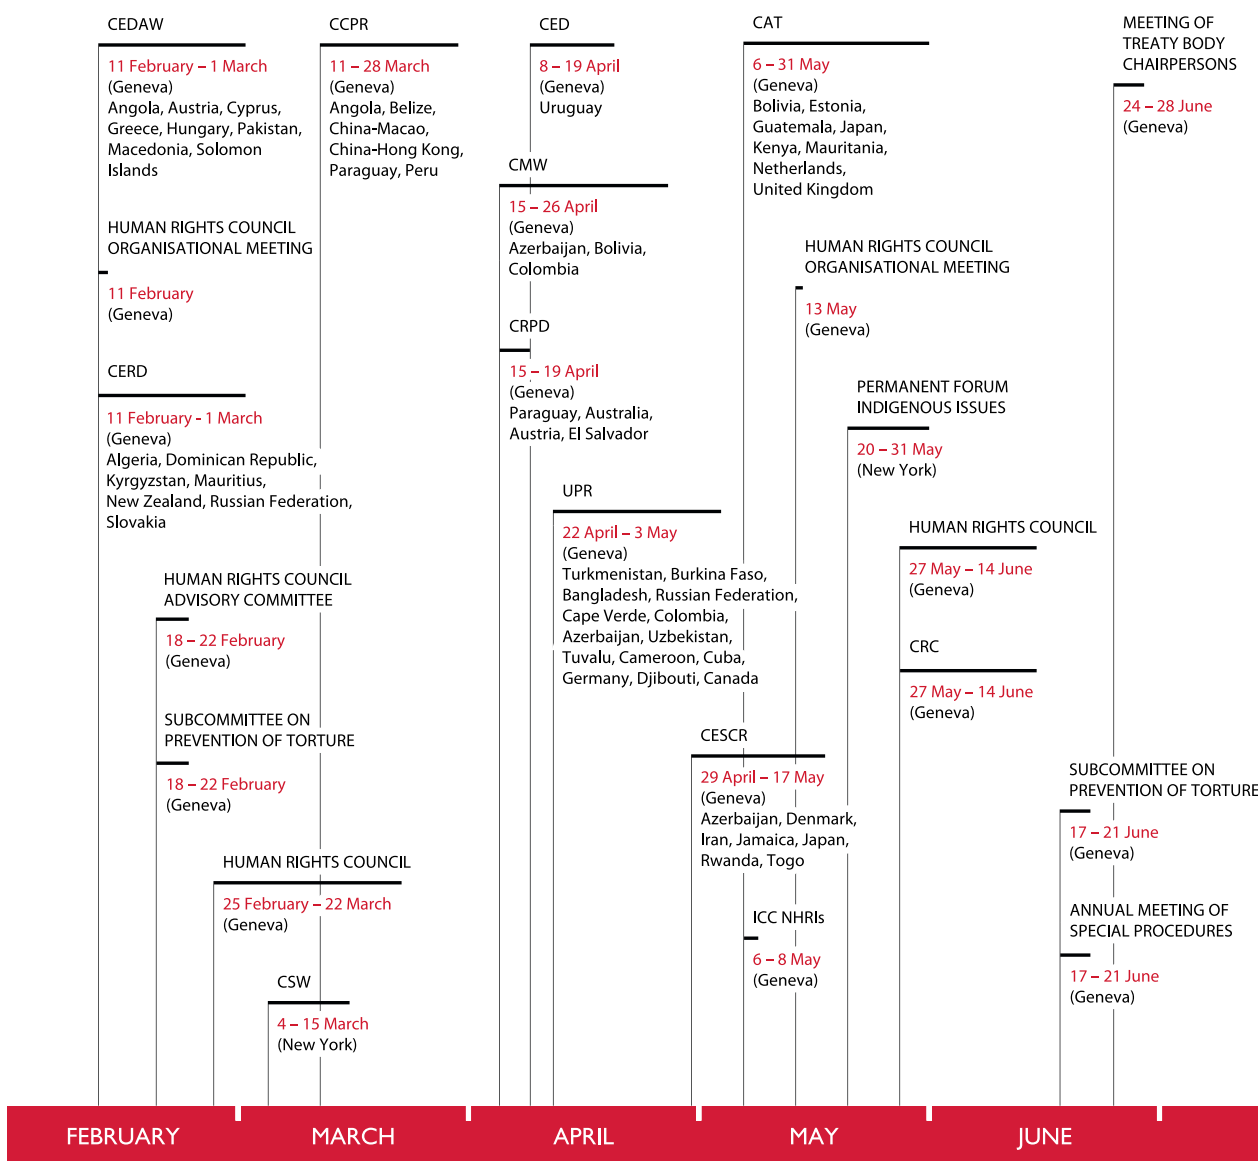 CEDAW
11 February – 1 March
(Geneva)
Angola, Austria, Cyprus,
Greece, Hungary, Pakistan,
Macedonia, Solomon
Islands
HUMAN RIGHTS COUNCIL
ORGANISATIONAL MEETING
11 February
(Geneva)
CERD
11 February - 1 March
(Geneva)
Algeria, Dominican Republic,
Kyrgyzstan, Mauritius,
New Zealand, Russian Federation,
Slovakia
HUMAN RIGHTS COUNCIL
ADVISORY COMMITTEE
18 – 22 February
(Geneva)
SUBCOMMITTEE ON
PREVENTION OF TORTURE
18 – 22 February
(Geneva)
HUMAN RIGHTS COUNCIL
25 February – 22 March
(Geneva)
CSW
4 – 15 March
(New York)
CCPR
11 – 28 March
(Geneva)
Angola, Belize,
China-Macao,
China-Hong Kong,
Paraguay, Peru
CED
8 – 19 April
(Geneva)
Uruguay
CMW
15 – 26 April
(Geneva)
Azerbaijan, Bolivia,
Colombia
CRPD
15 – 19 April
(Geneva)
Paraguay, Australia,
Austria, El Salvador
UPR
22 April – 3 May
(Geneva)
Turkmenistan, Burkina Faso,
Bangladesh, Russian Federation,
Cape Verde, Colombia,
Azerbaijan, Uzbekistan,
Tuvalu, Cameroon, Cuba,
Germany, Djibouti, Canada
CESCR
29 April – 17 May
(Geneva)
Azerbaijan, Denmark,
Iran, Jamaica, Japan,
Rwanda, Togo
ICC NHRIs
6 – 8 May
(Geneva)
CAT
6 – 31 May
(Geneva)
Bolivia, Estonia,
Guatemala, Japan,
Kenya, Mauritania,
Netherlands,
United Kingdom
HUMAN RIGHTS COUNCIL
ORGANISATIONAL MEETING
13 May
(Geneva)
PERMANENT FORUM
INDIGENOUS ISSUES
20 – 31 May
(New York)
HUMAN RIGHTS COUNCIL
27 May – 14 June
(Geneva)
CRC
27 May – 14 June
(Geneva)
MEETING OF
TREATY BODY
CHAIRPERSONS
24 – 28 June
(Geneva)
SUBCOMMITTEE ON
PREVENTION OF TORTURE
17 – 21 June
(Geneva)
ANNUAL MEETING OF
SPECIAL PROCEDURES
17 – 21 June
(Geneva)
FEBRUARY
MARCH
APRIL
MAY
JUNE